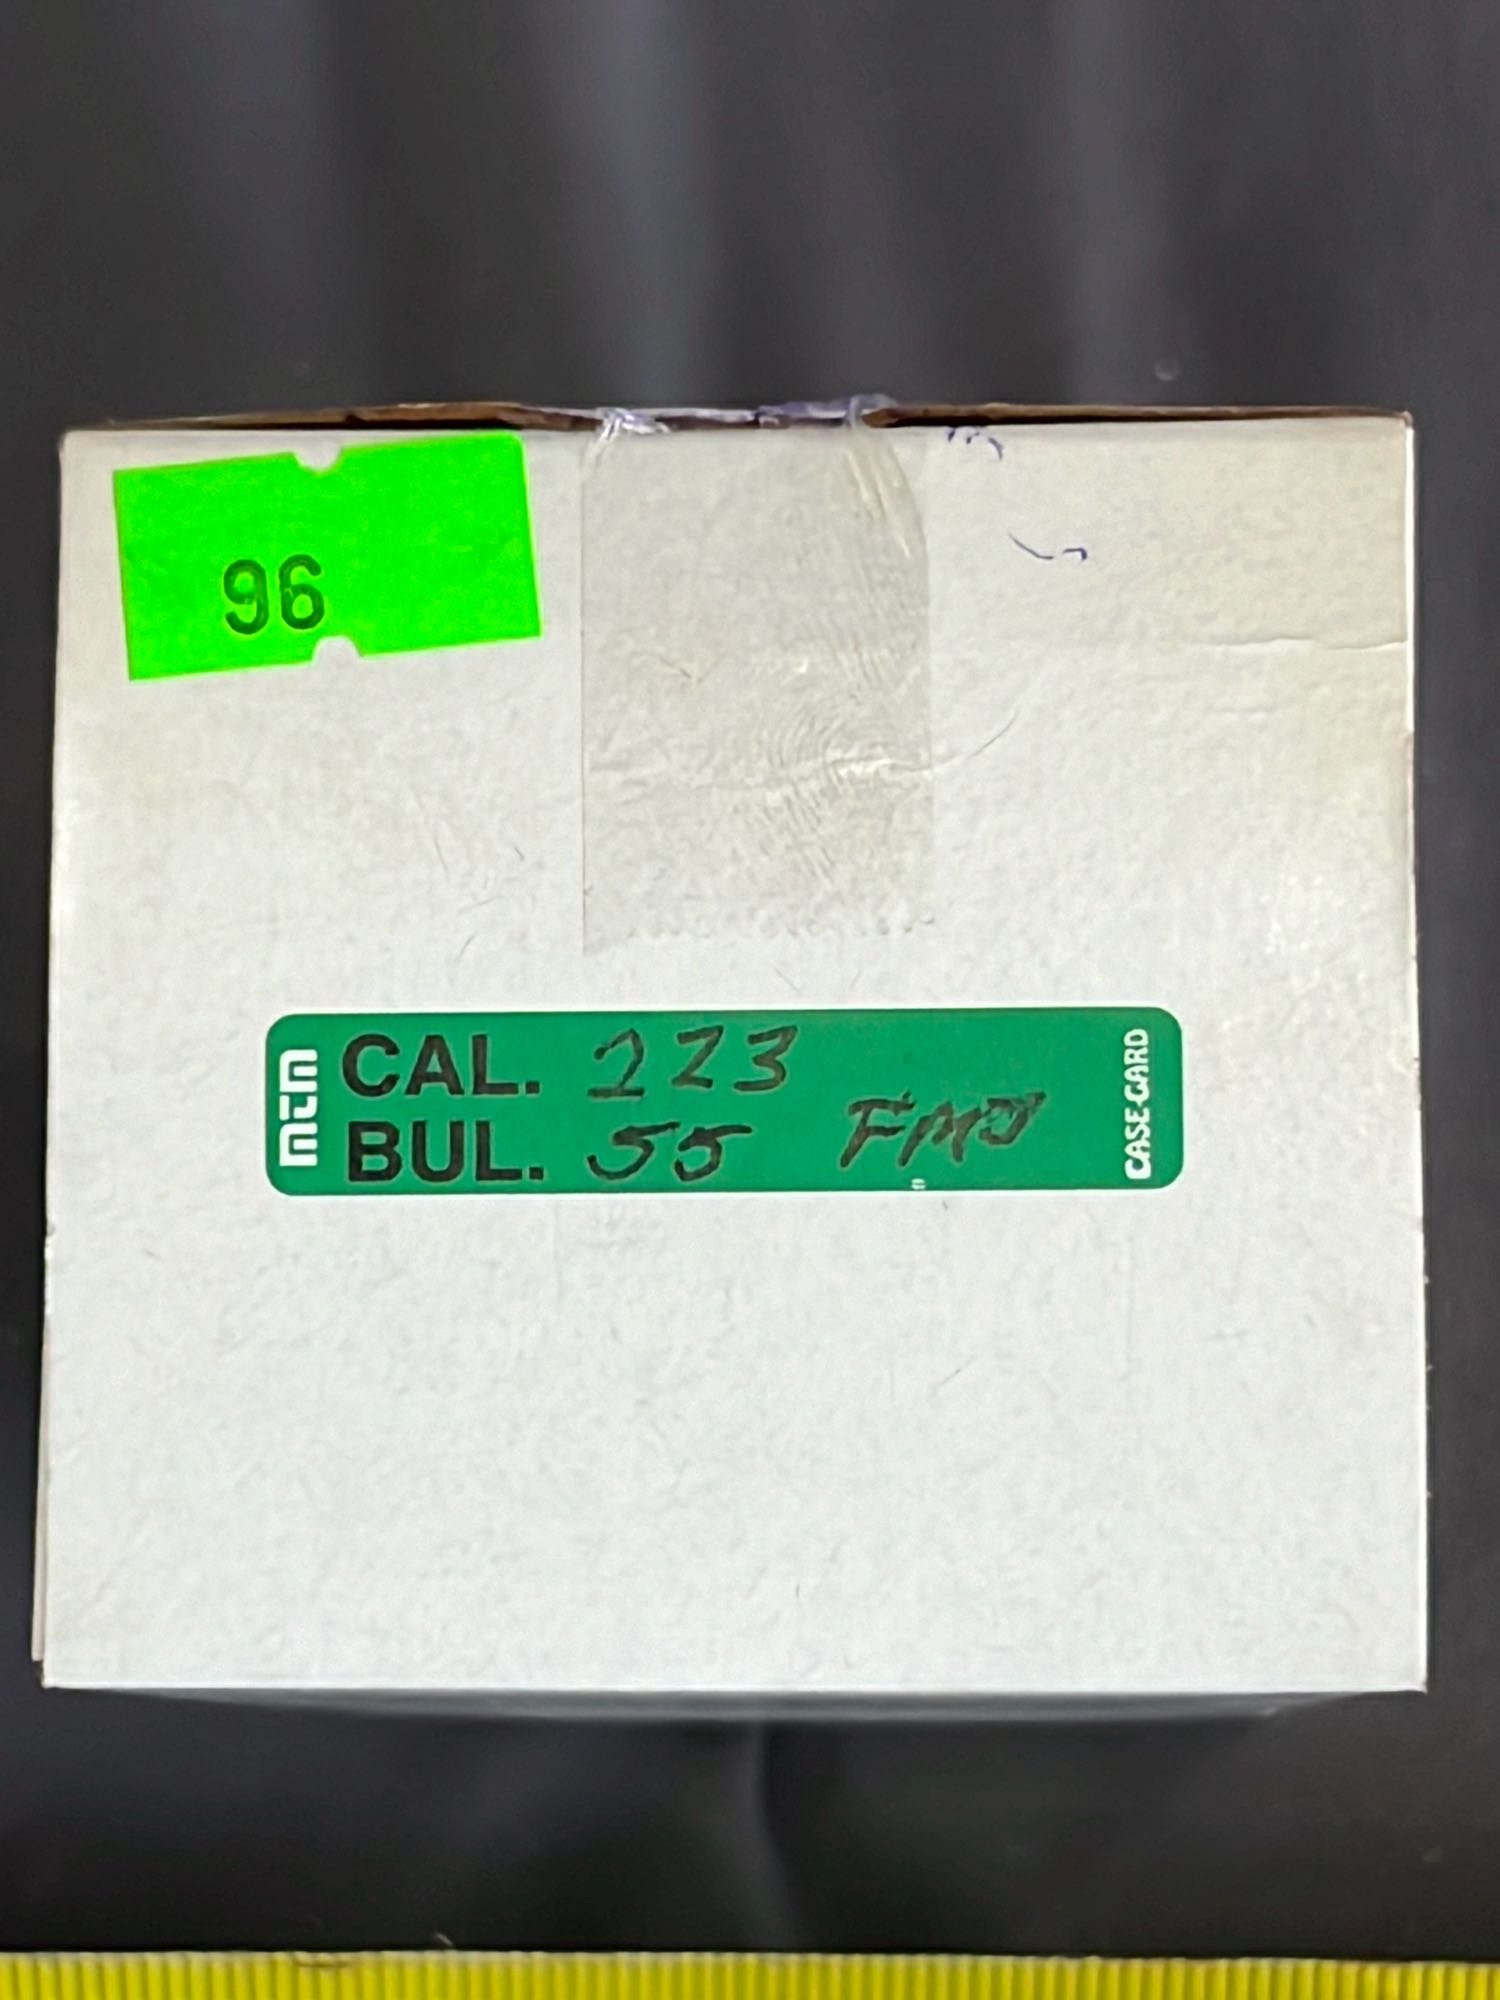 96
mtm
CAL. 223
BUL. 55 FMJ
CASE-GARD